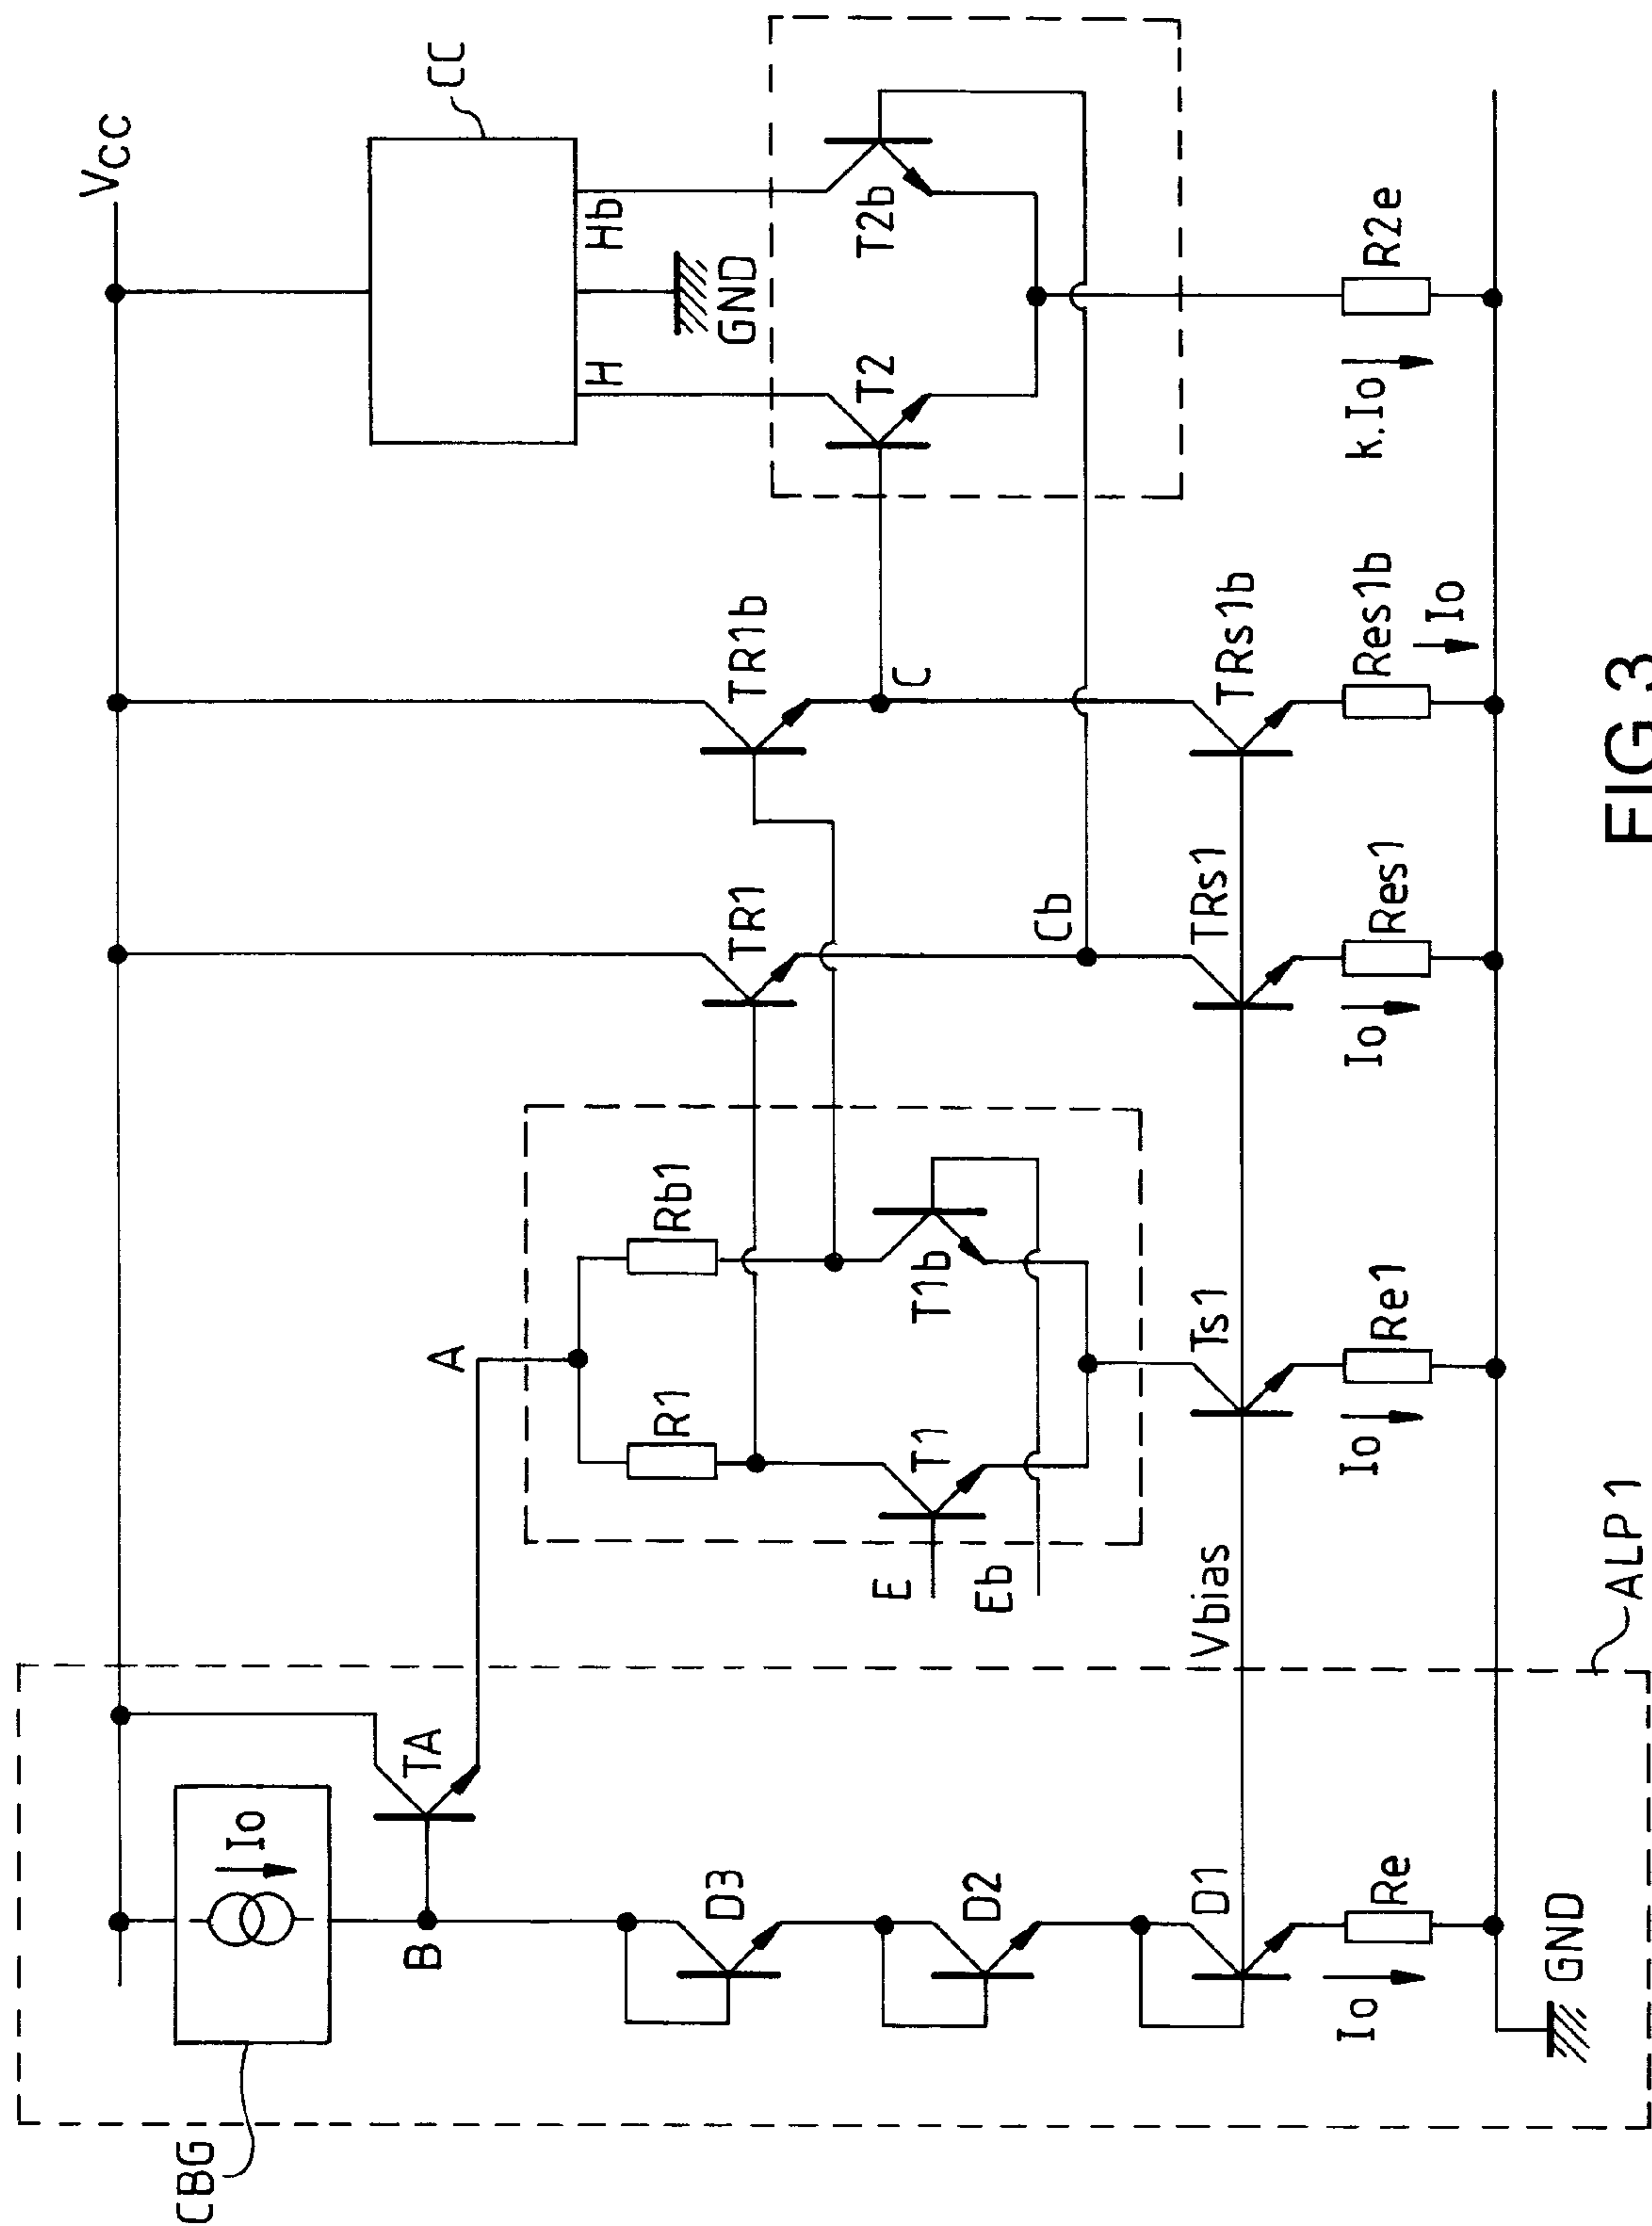 Vcc
CC
CBG
Io
TA
B
A
H
Hb
GND
D3
R1
Rb1
TR1
TR1b
T2
T2b
C
D2
E
Eb
T1
T1b
Cb
Vbias
D1
Ts1
TRs1
TRs1b
Io
Re
Io
Re1
Io
Res1
Res1b
Io
k.Io
R2e
GND
ALP1
FIG.3